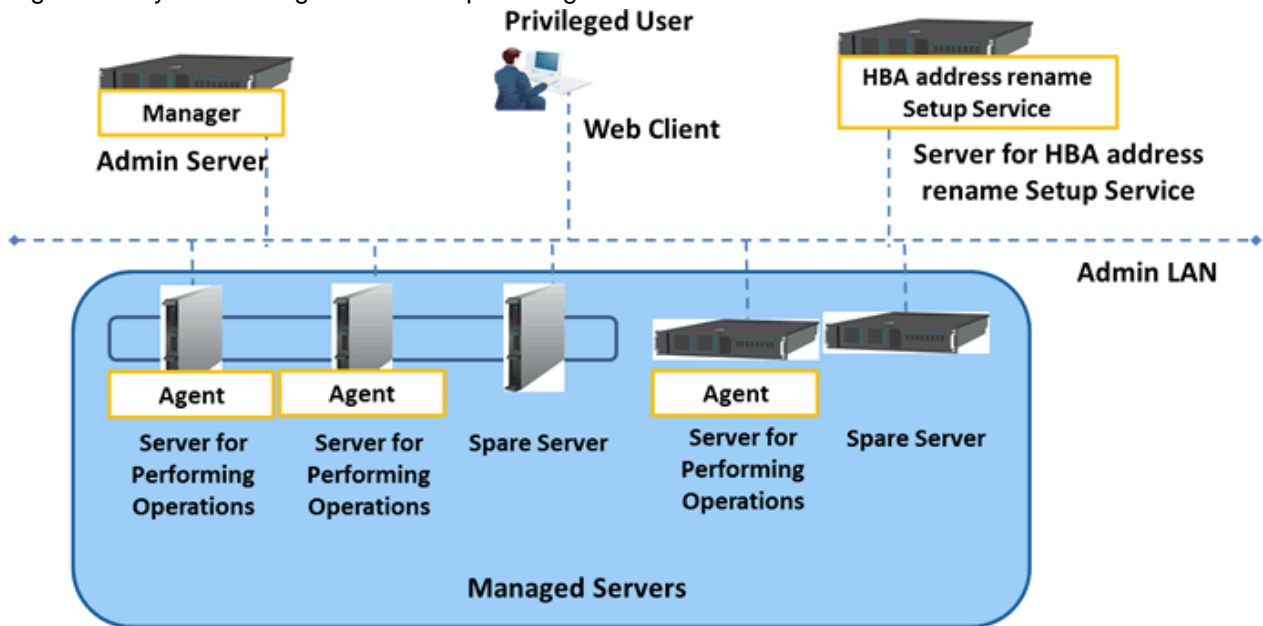 Privileged User
HBA address rename
Setup Service
Manager
Web Client
Admin Server
Server for HBA address
rename Setup Service
Admin LAN
Agent
Agent
Agent
Server for
Performing
Operations
Server for
Performing
Operations
Spare Server
Server for
Performing
Operations
Spare Server
Managed Servers